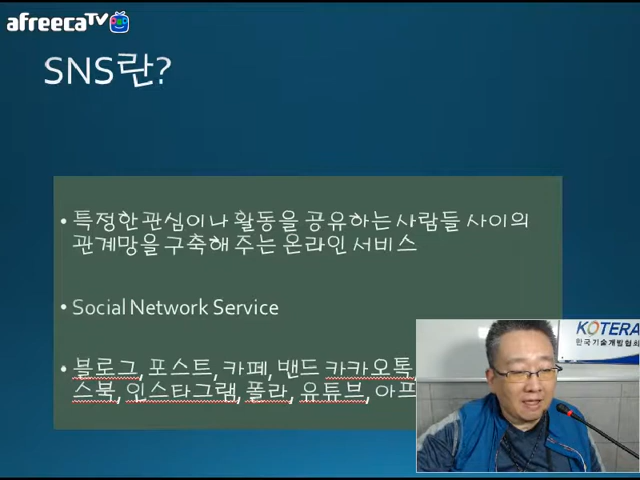 afreecaTV
SNS란?
• 특정한 관심이나 활동을 공유하는 사람들 사이의
관계망을 구축해 주는 온라인 서비스
• Social Network Service
• 블로그, 포스트, 카페, 밴드 카카오톡,
스북, 인스타그램, 폴라, 유튜브, 아프
KOTERA
한국기술개발협회